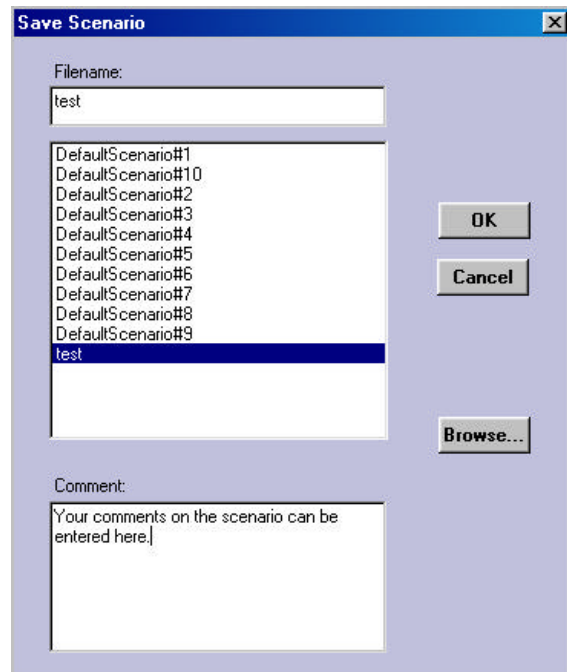 Save Scenario
Filename:
test
DefaultScenario#1
DefaultScenario#10
DefaultScenario#2
DefaultScenario#3
DefaultScenario#4
DefaultScenario#5
DefaultScenario#6
DefaultScenario#7
DefaultScenario#8
DefaultScenario#9
test
OK
Cancel
Browse...
Comment:
Your comments on the scenario can be
entered here.